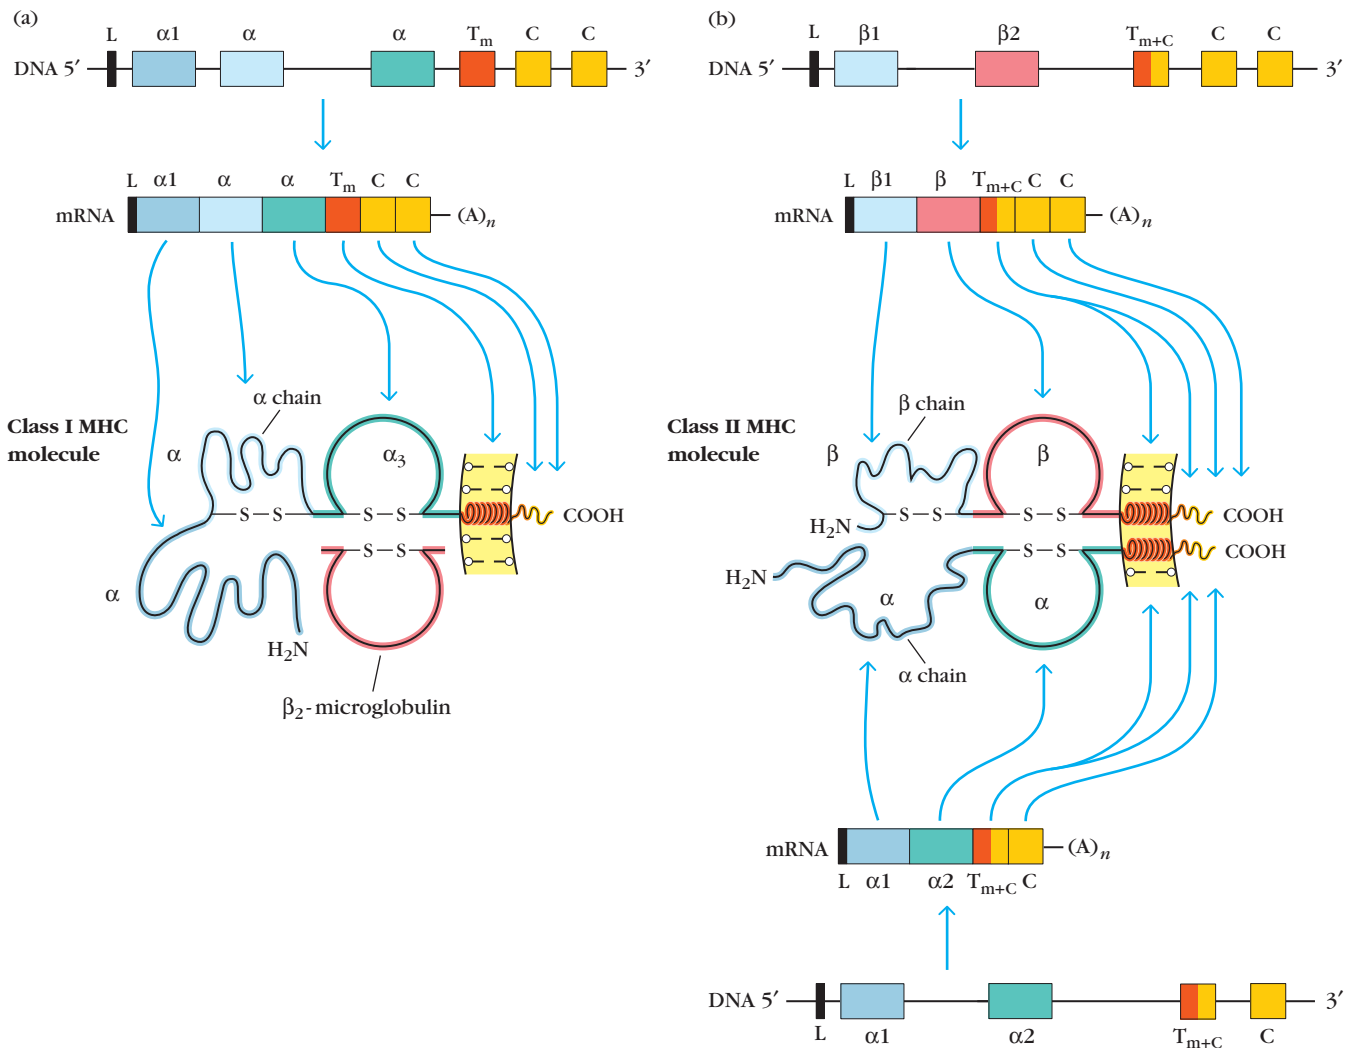 (a)
L α1 α α Tm C C
DNA 5′ 3′
L α1 α α Tm C C
mRNA (A)n
α chain
Class I MHC
molecule
α
α3
S S S S COOH
S S
α
H2N
β2-microglobulin
(b)
L β1 β2 Tm+C C C
DNA 5′ 3′
L β1 β Tm+C C C
mRNA (A)n
β chain
Class II MHC
molecule
β
β
S S S S COOH
H2N
S S COOH
H2N
α
α
α chain
mRNA (A)n
L α1 α2 Tm+C C
DNA 5′ 3′
L α1 α2 Tm+C C